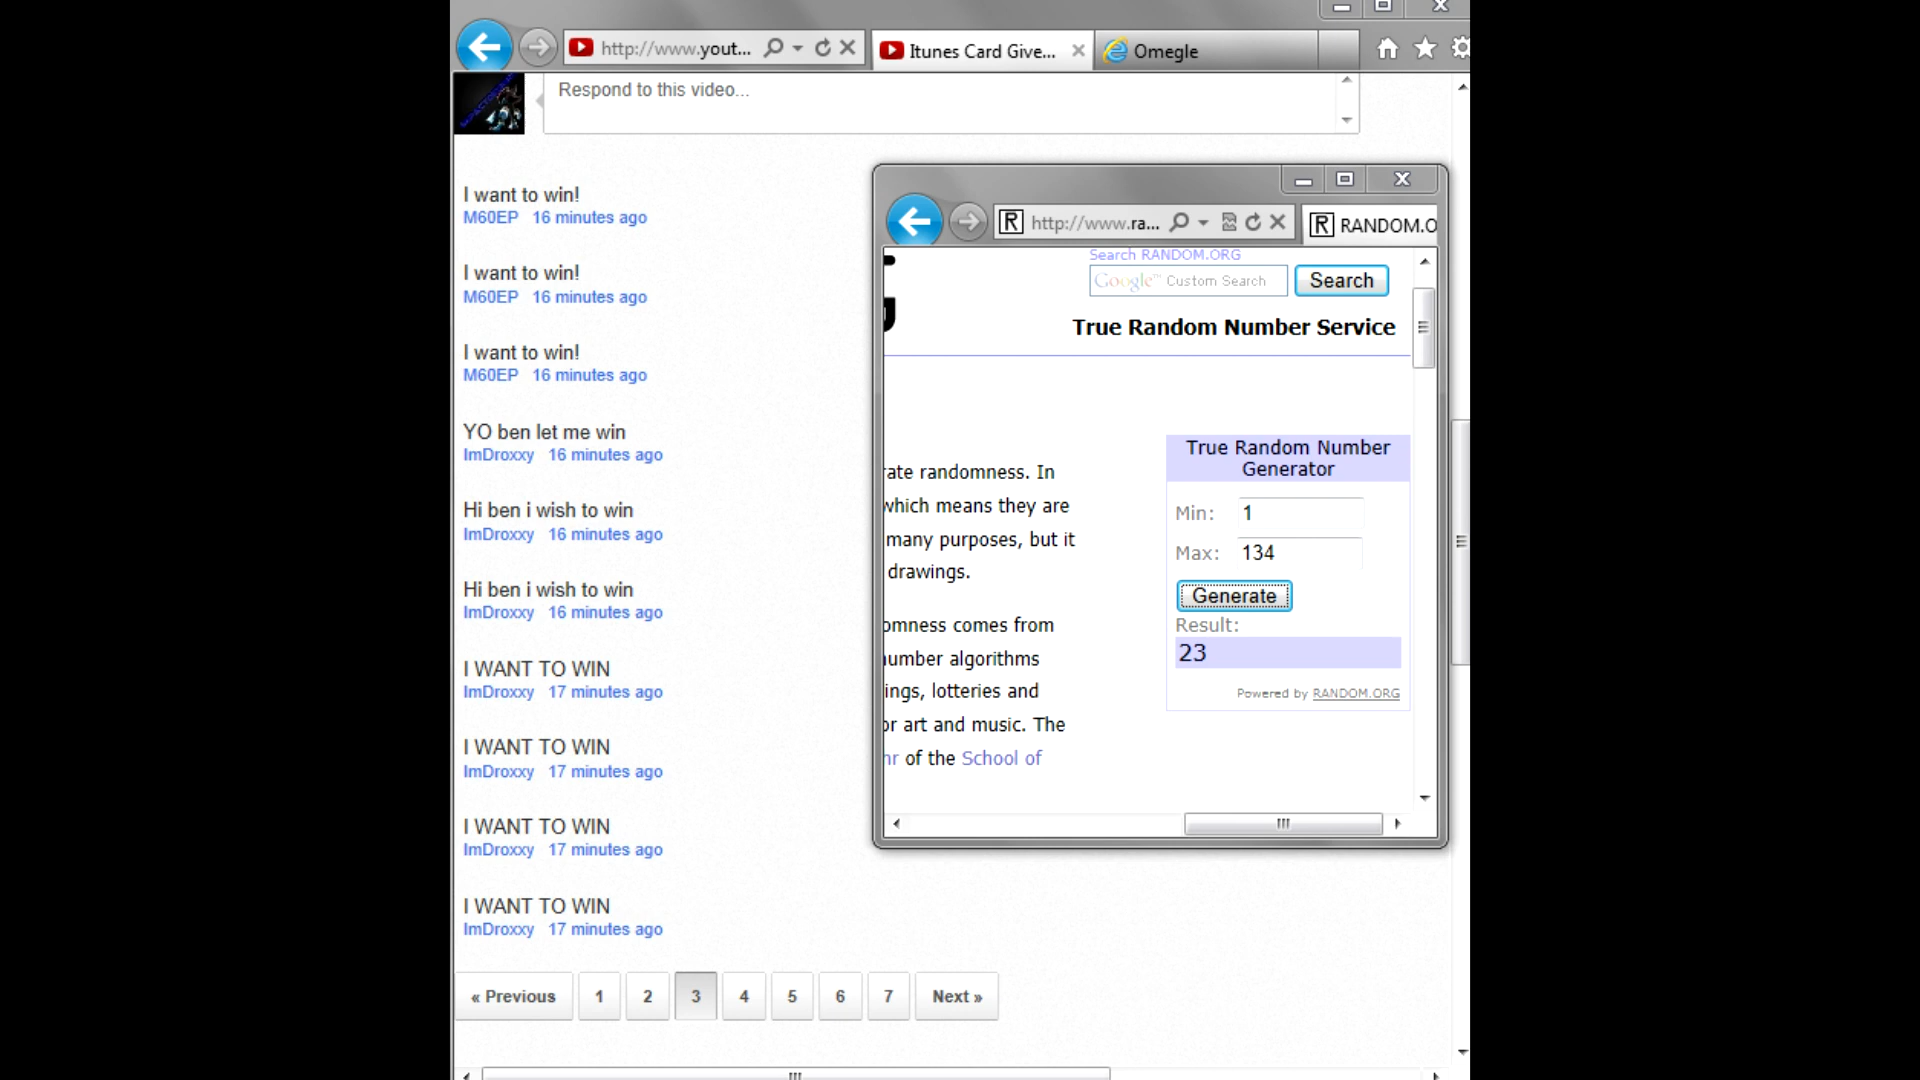 http://www.yout...
Itunes Card Give...
Omegle
Respond to this video...
I want to win!
M60EP 16 minutes ago
I want to win!
M60EP 16 minutes ago
I want to win!
M60EP 16 minutes ago
YO ben let me win
ImDroxxy 16 minutes ago
Hi ben i wish to win
ImDroxxy 16 minutes ago
Hi ben i wish to win
ImDroxxy 16 minutes ago
I WANT TO WIN
ImDroxxy 17 minutes ago
I WANT TO WIN
ImDroxxy 17 minutes ago
I WANT TO WIN
ImDroxxy 17 minutes ago
I WANT TO WIN
ImDroxxy 17 minutes ago
« Previous 1 2 3 4 5 6 7 Next »
R http://www.ra...
R RANDOM.O
Search RANDOM.ORG
Google™ Custom Search
Search
True Random Number Service
rate randomness. In
which means they are
many purposes, but it
drawings.
omness comes from
number algorithms
ings, lotteries and
or art and music. The
hr of the School of
True Random Number
Generator
Min: 1
Max: 134
Generate
Result:
23
Powered by RANDOM.ORG